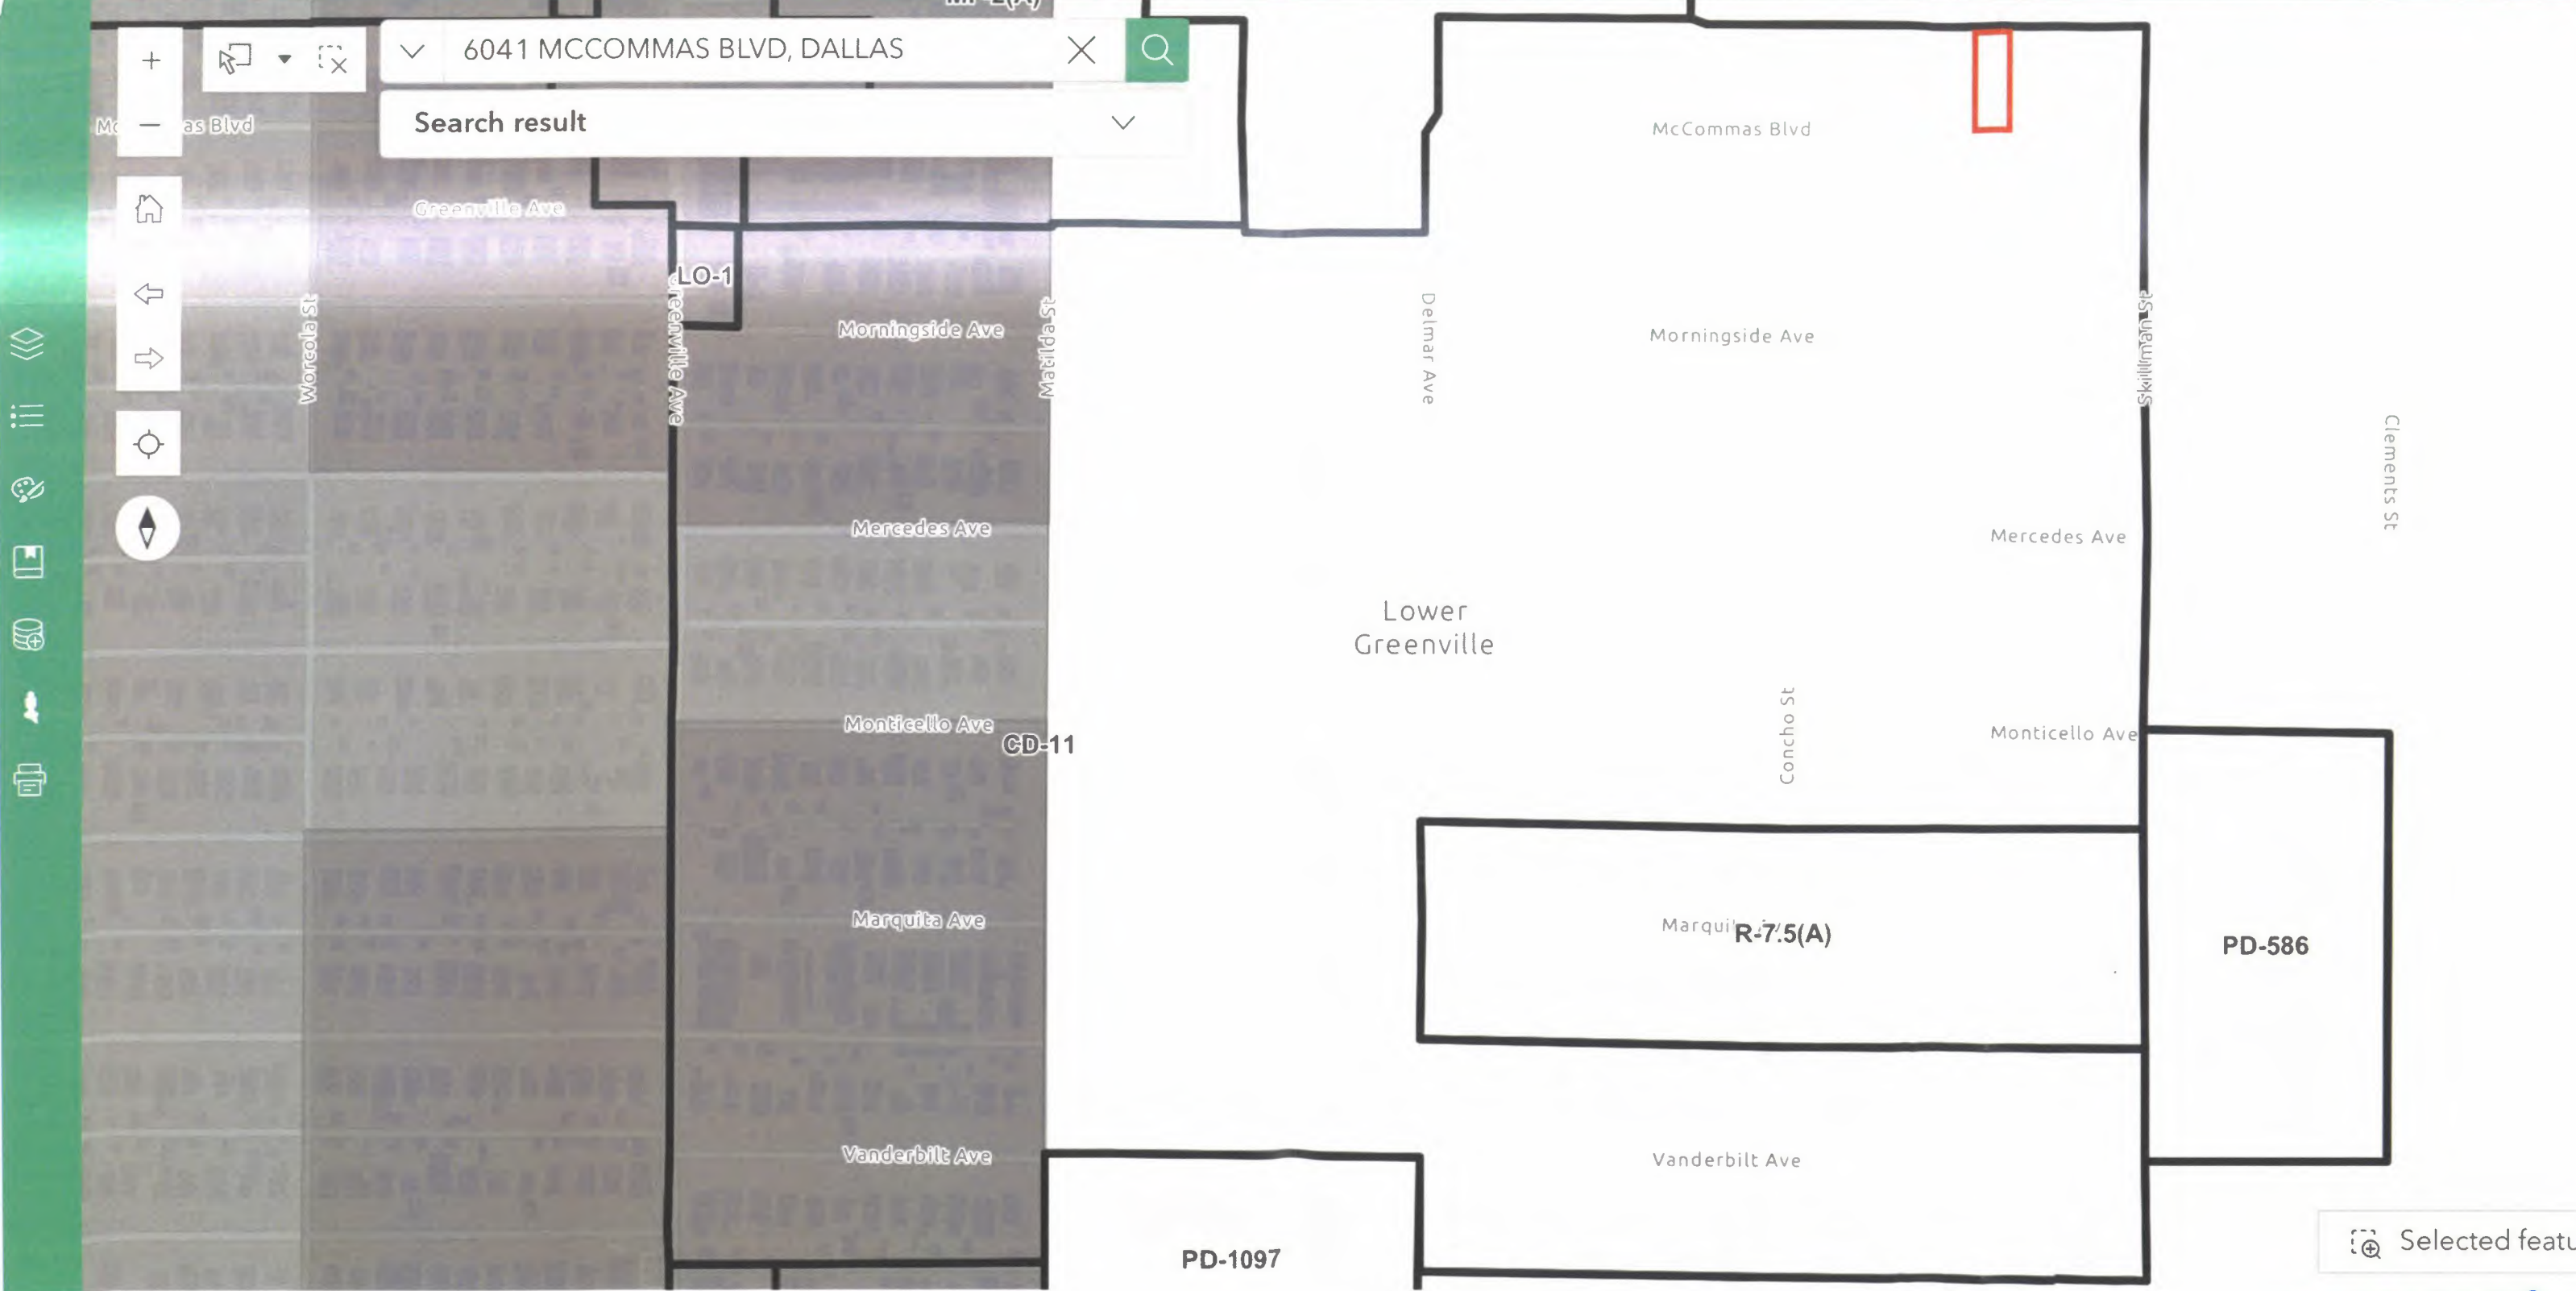 MF-2(A)
6041 MCCOMMAS BLVD, DALLAS
Search result
as Blvd
McCommas Blvd
Greenville Ave
LO-1
Worcola St
Greenville Ave
Matilda St
Delmar Ave
Skillman St
Morningside Ave
Morningside Ave
Clements St
Mercedes Ave
Mercedes Ave
Lower
Greenville
Concho St
Monticello Ave
Monticello Ave
CD-11
Marquita Ave
R-7.5(A)
PD-586
Vanderbilt Ave
Vanderbilt Ave
PD-1097
Selected featu